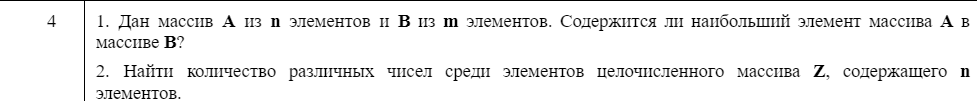 4
1. Дан массив A из n элементов и B из m элементов. Содержится ли наибольший элемент массива A в
массиве B?
2. Найти количество различных чисел среди элементов целочисленного массива Z, содержащего n
элементов.